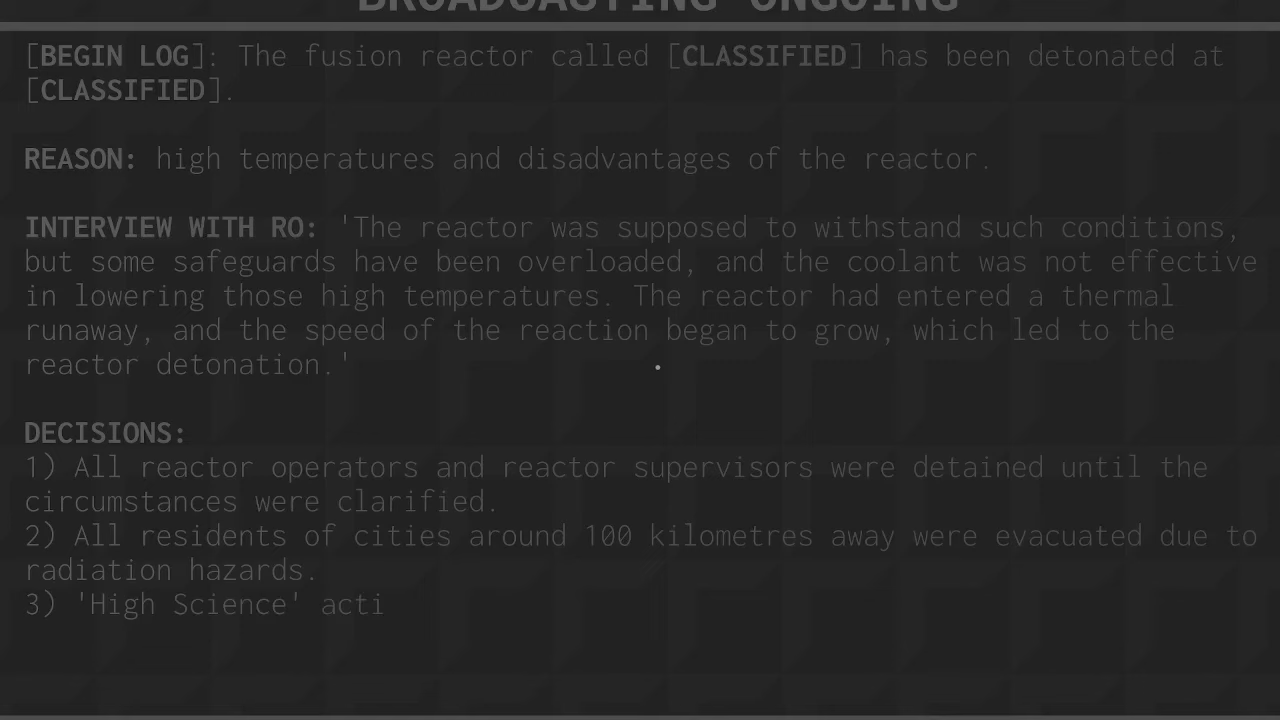 BROADCASTING ONGOING
[BEGIN LOG]: The fusion reactor called [CLASSIFIED] has been detonated at
[CLASSIFIED].
REASON: high temperatures and disadvantages of the reactor.
INTERVIEW WITH RO: 'The reactor was supposed to withstand such conditions,
but some safeguards have been overloaded, and the coolant was not effective
in lowering those high temperatures. The reactor had entered a thermal
runaway, and the speed of the reaction began to grow, which led to the
reactor detonation.'
DECISIONS:
1) All reactor operators and reactor supervisors were detained until the
circumstances were clarified.
2) All residents of cities around 100 kilometres away were evacuated due to
radiation hazards.
3) 'High Science' acti